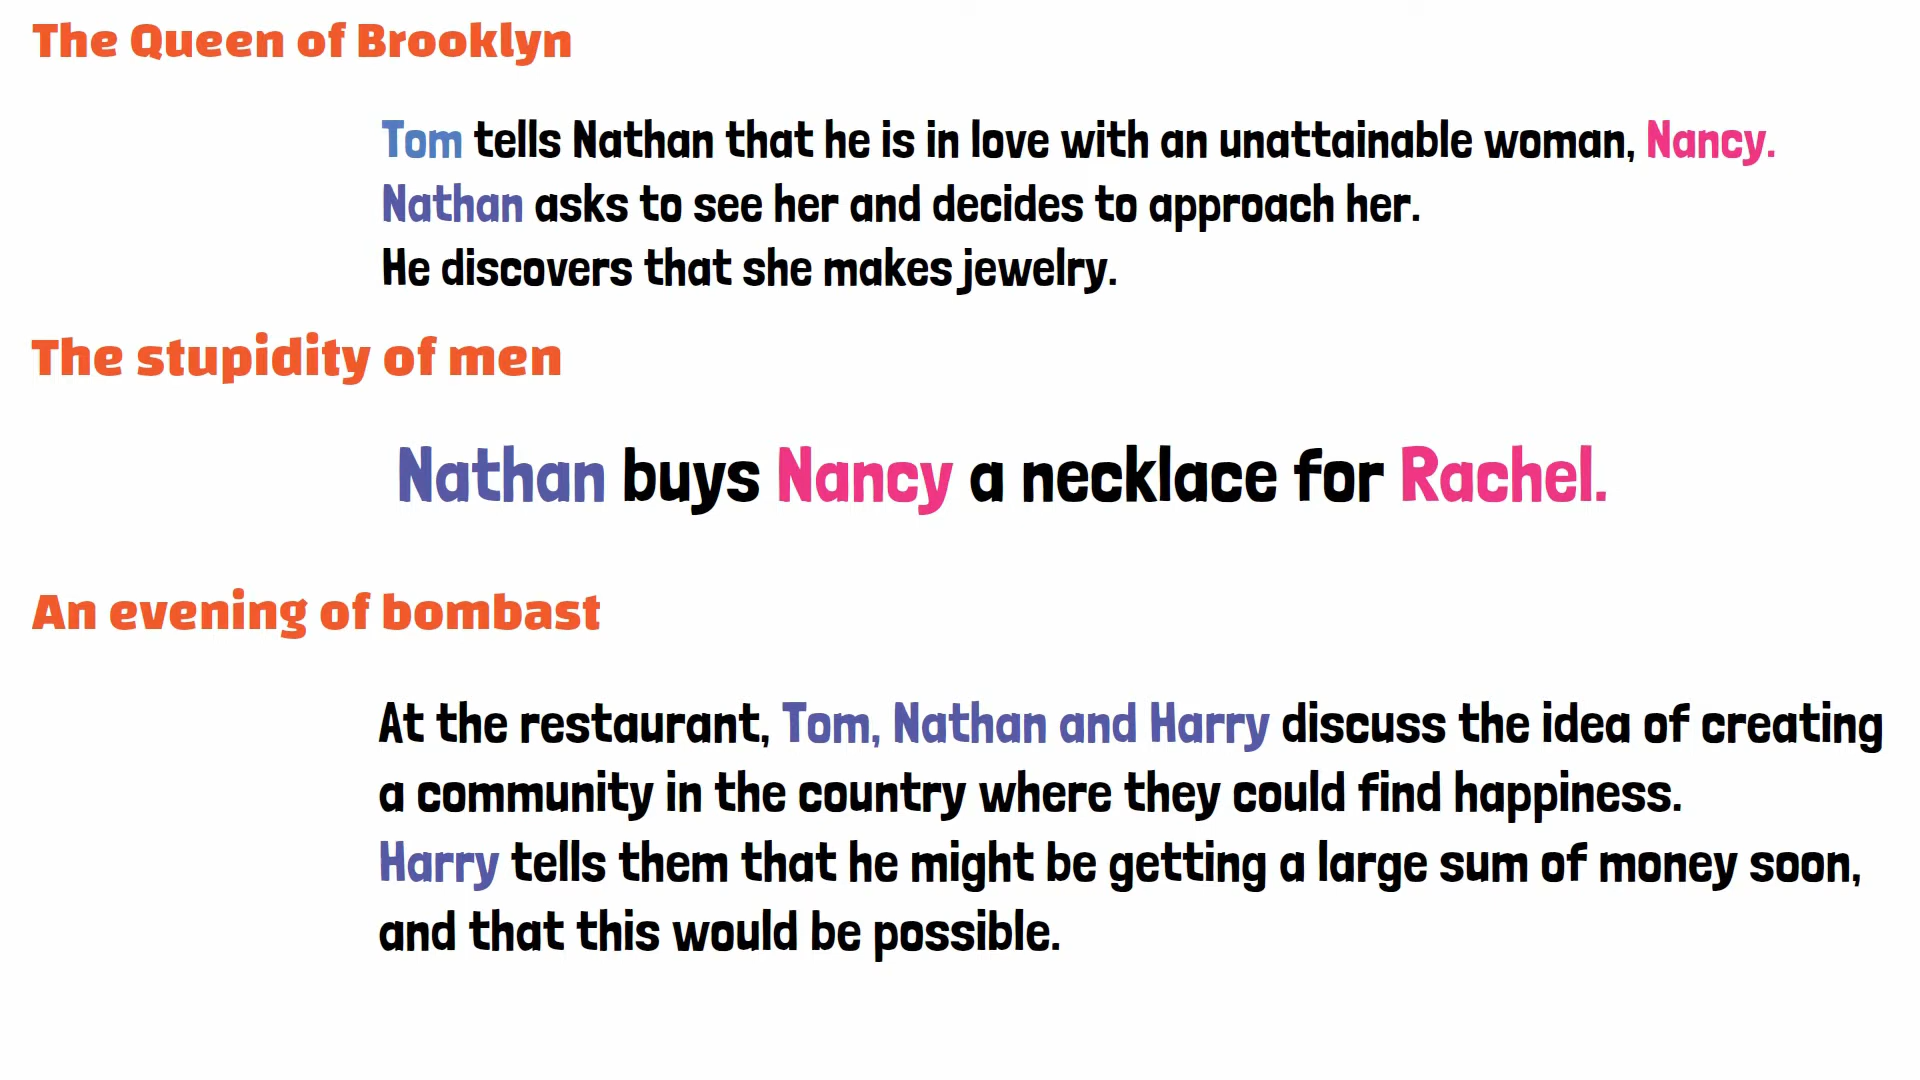 The Queen of Brooklyn
Tom tells Nathan that he is in love with an unattainable woman, Nancy.
Nathan asks to see her and decides to approach her.
He discovers that she makes jewelry.
The stupidity of men
Nathan buys Nancy a necklace for Rachel.
An evening of bombast
At the restaurant, Tom, Nathan and Harry discuss the idea of creating
a community in the country where they could find happiness.
Harry tells them that he might be getting a large sum of money soon,
and that this would be possible.